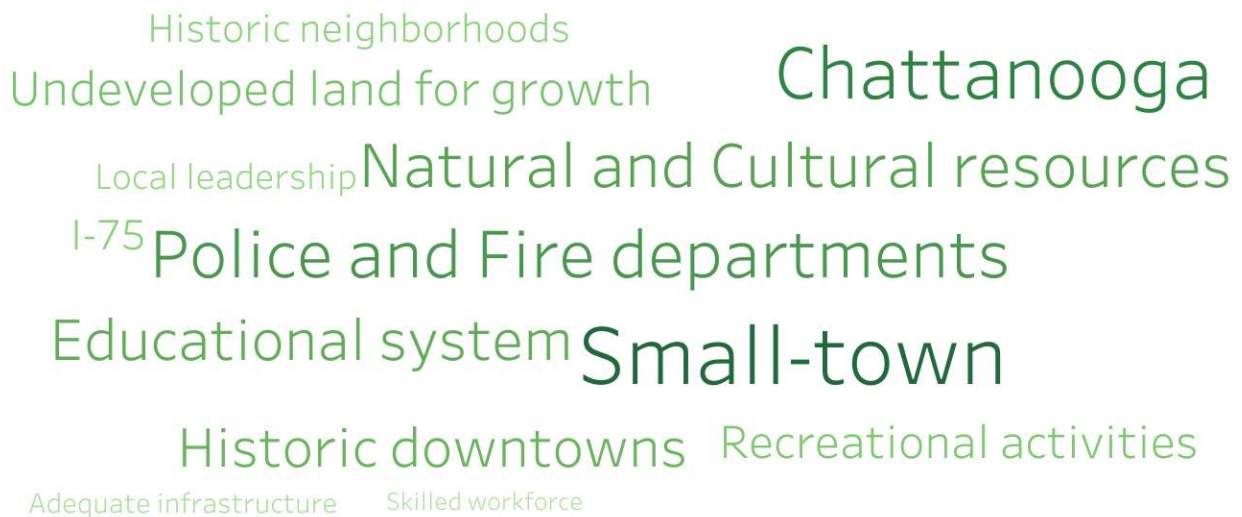 Historic neighborhoods
Undeveloped land for growth
Chattanooga
Local leadership
Natural and Cultural resources
I-75
Police and Fire departments
Educational system
Small-town
Historic downtowns
Recreational activities
Adequate infrastructure
Skilled workforce